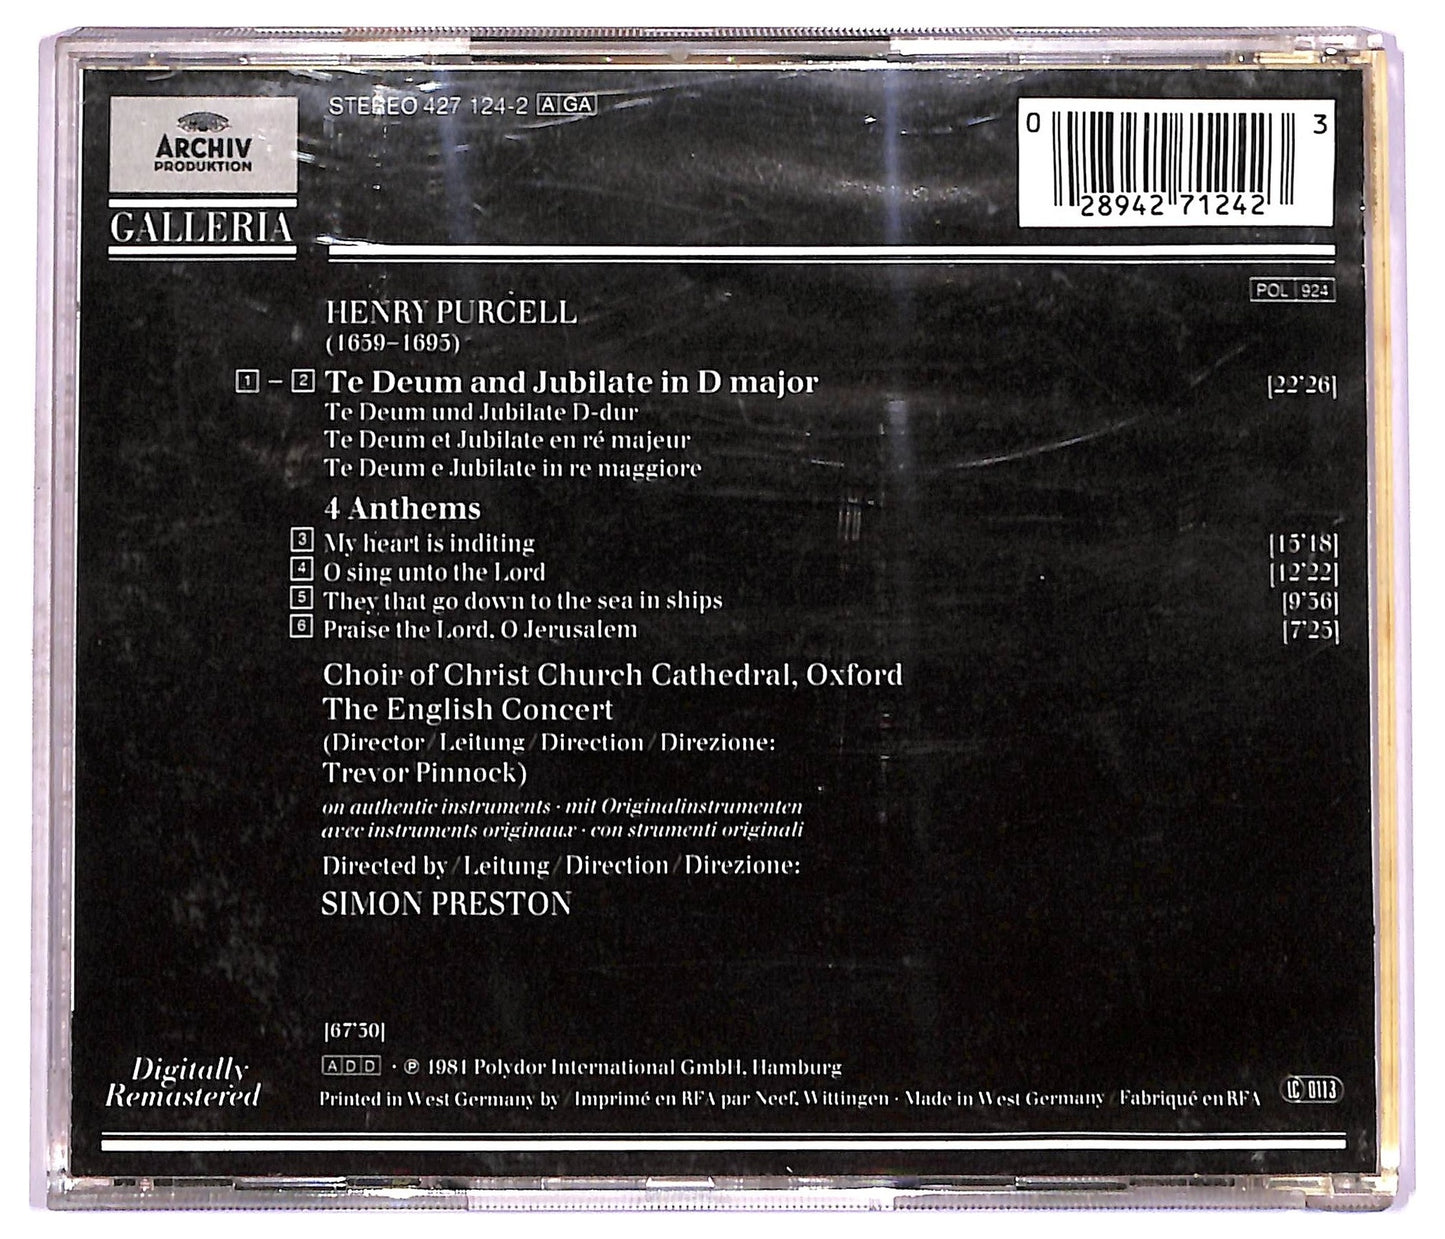 ARCHIV
PRODUKTION
GALLERIA
STEREO 427 124-2 A GA
0 28942 71242 3
POL 924
HENRY PURCELL
(1659–1695)
1 – 2 Te Deum and Jubilate in D major [22'26]
Te Deum und Jubilate D-dur
Te Deum et Jubilate en ré majeur
Te Deum e Jubilate in re maggiore
4 Anthems
3 My heart is inditing [15'18]
4 O sing unto the Lord [12'22]
5 They that go down to the sea in ships [9'56]
6 Praise the Lord, O Jerusalem [7'25]
Choir of Christ Church Cathedral, Oxford
The English Concert
(Director / Leitung / Direction / Direzione:
Trevor Pinnock)
on authentic instruments · mit Originalinstrumenten
avec instruments originaux · con strumenti originali
Directed by / Leitung / Direction / Direzione:
SIMON PRESTON
[67'50]
Digitally
Remastered
ADD · ℗ 1981 Polydor International GmbH, Hamburg
Printed in West Germany by / Imprimé en RFA par Neef, Wittingen · Made in West Germany / Fabriqué en RFA
LC 0113